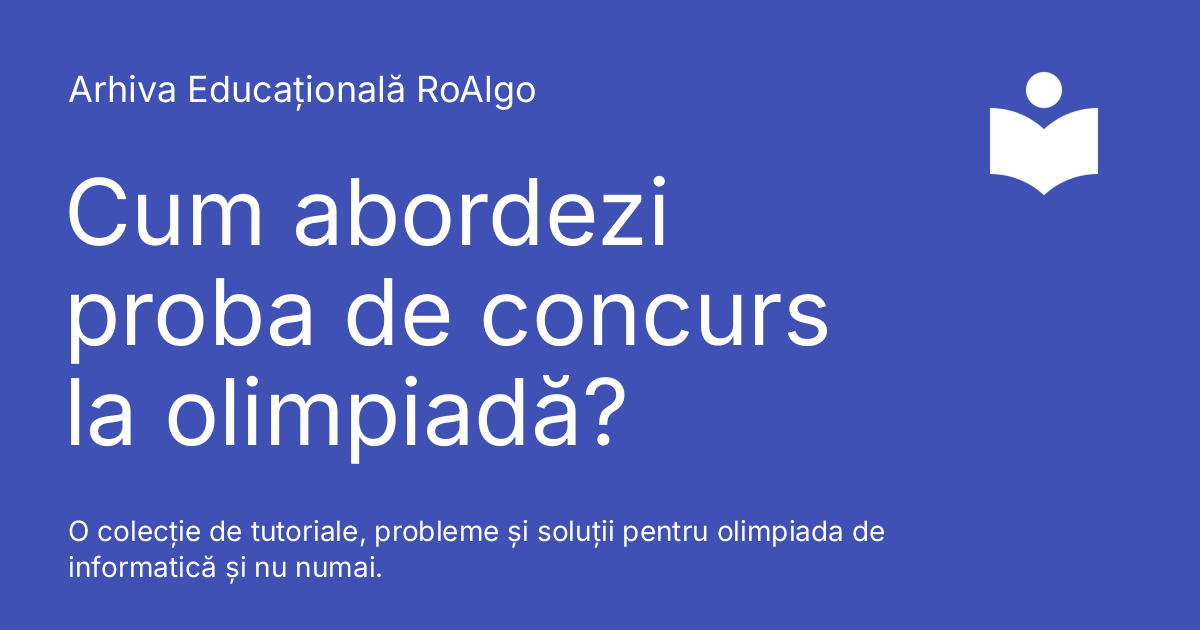 Arhiva Educațională RoAlgo
Cum abordezi
proba de concurs
la olimpiadă?
O colecție de tutoriale, probleme și soluții pentru olimpiada de
informatică și nu numai.